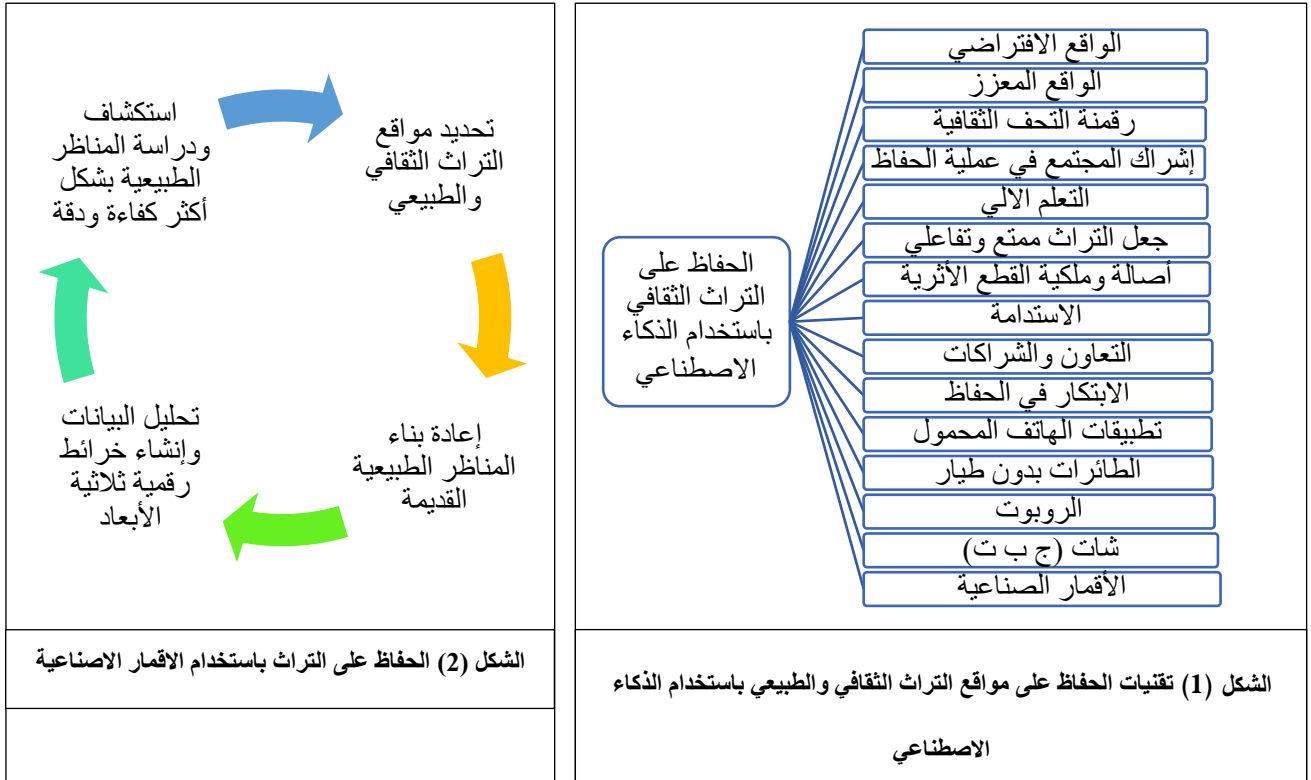 الواقع الافتراضي
الواقع المعزز
رقمنة التحف الثقافية
إشراك المجتمع في عملية الحفاظ
التعلم الالي
جعل التراث ممتع وتفاعلي
أصالة وملكية القطع الأثرية
الاستدامة
التعاون والشراكات
الابتكار في الحفاظ
تطبيقات الهاتف المحمول
الطائرات بدون طيار
الروبوت
شات (ج ب ت)
الأقمار الصناعية
الحفاظ على
التراث الثقافي
باستخدام الذكاء
الاصطناعي
الشكل (1) تقنيات الحفاظ على مواقع التراث الثقافي والطبيعي باستخدام الذكاء
الاصطناعي
تحديد مواقع
التراث الثقافي
والطبيعي
إعادة بناء
المناظر الطبيعية
القديمة
تحليل البيانات
وإنشاء خرائط
رقمية ثلاثية
الأبعاد
استكشاف
ودراسة المناظر
الطبيعية بشكل
أكثر كفاءة ودقة
الشكل (2) الحفاظ على التراث باستخدام الاقمار الاصناعية